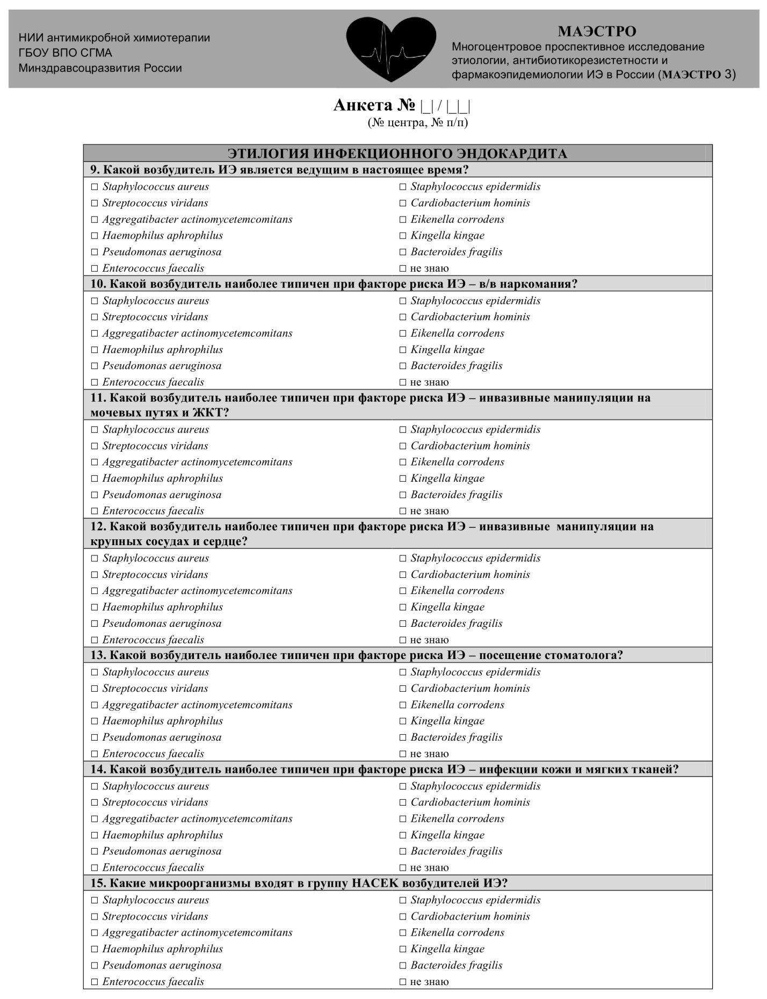 НИИ антимикробной химиотерапии
ГБОУ ВПО СГМА
Минздравсоцразвития России
МАЭСТРО
Многоцентровое проспективное исследование
этиологии, антибиотикорезистетности и
фармакоэпидемиологии ИЭ в России (МАЭСТРО 3)
Анкета № |_| / |_|_|
(№ центра, № п/п)
ЭТИЛОГИЯ ИНФЕКЦИОННОГО ЭНДОКАРДИТА
9. Какой возбудитель ИЭ является ведущим в настоящее время?
□ Staphylococcus aureus □ Staphylococcus epidermidis
□ Streptococcus viridans □ Cardiobacterium hominis
□ Aggregatibacter actinomycetemcomitans □ Eikenella corrodens
□ Haemophilus aphrophilus □ Kingella kingae
□ Pseudomonas aeruginosa □ Bacteroides fragilis
□ Enterococcus faecalis □ не знаю
10. Какой возбудитель наиболее типичен при факторе риска ИЭ – в/в наркомания?
□ Staphylococcus aureus □ Staphylococcus epidermidis
□ Streptococcus viridans □ Cardiobacterium hominis
□ Aggregatibacter actinomycetemcomitans □ Eikenella corrodens
□ Haemophilus aphrophilus □ Kingella kingae
□ Pseudomonas aeruginosa □ Bacteroides fragilis
□ Enterococcus faecalis □ не знаю
11. Какой возбудитель наиболее типичен при факторе риска ИЭ – инвазивные манипуляции на
мочевых путях и ЖКТ?
□ Staphylococcus aureus □ Staphylococcus epidermidis
□ Streptococcus viridans □ Cardiobacterium hominis
□ Aggregatibacter actinomycetemcomitans □ Eikenella corrodens
□ Haemophilus aphrophilus □ Kingella kingae
□ Pseudomonas aeruginosa □ Bacteroides fragilis
□ Enterococcus faecalis □ не знаю
12. Какой возбудитель наиболее типичен при факторе риска ИЭ – инвазивные манипуляции на
крупных сосудах и сердце?
□ Staphylococcus aureus □ Staphylococcus epidermidis
□ Streptococcus viridans □ Cardiobacterium hominis
□ Aggregatibacter actinomycetemcomitans □ Eikenella corrodens
□ Haemophilus aphrophilus □ Kingella kingae
□ Pseudomonas aeruginosa □ Bacteroides fragilis
□ Enterococcus faecalis □ не знаю
13. Какой возбудитель наиболее типичен при факторе риска ИЭ – посещение стоматолога?
□ Staphylococcus aureus □ Staphylococcus epidermidis
□ Streptococcus viridans □ Cardiobacterium hominis
□ Aggregatibacter actinomycetemcomitans □ Eikenella corrodens
□ Haemophilus aphrophilus □ Kingella kingae
□ Pseudomonas aeruginosa □ Bacteroides fragilis
□ Enterococcus faecalis □ не знаю
14. Какой возбудитель наиболее типичен при факторе риска ИЭ – инфекции кожи и мягких тканей?
□ Staphylococcus aureus □ Staphylococcus epidermidis
□ Streptococcus viridans □ Cardiobacterium hominis
□ Aggregatibacter actinomycetemcomitans □ Eikenella corrodens
□ Haemophilus aphrophilus □ Kingella kingae
□ Pseudomonas aeruginosa □ Bacteroides fragilis
□ Enterococcus faecalis □ не знаю
15. Какие микроорганизмы входят в группу HACEK возбудителей ИЭ?
□ Staphylococcus aureus □ Staphylococcus epidermidis
□ Streptococcus viridans □ Cardiobacterium hominis
□ Aggregatibacter actinomycetemcomitans □ Eikenella corrodens
□ Haemophilus aphrophilus □ Kingella kingae
□ Pseudomonas aeruginosa □ Bacteroides fragilis
□ Enterococcus faecalis □ не знаю